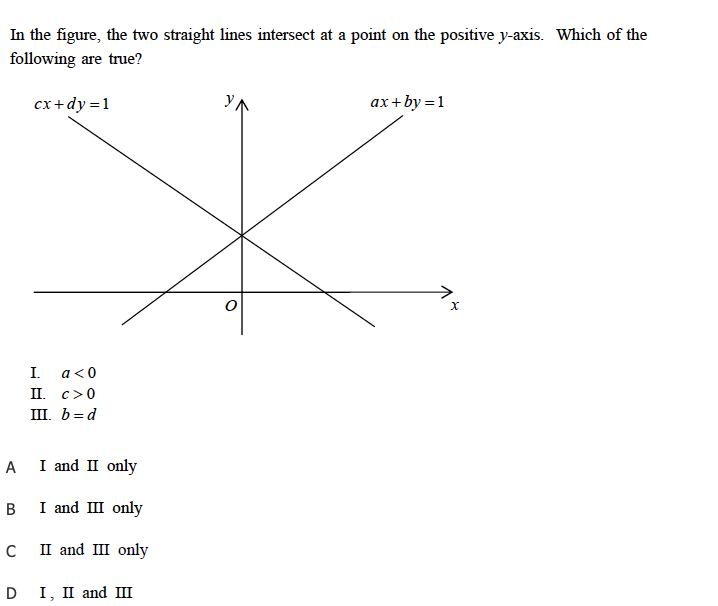 In the figure, the two straight lines intersect at a point on the positive y-axis. Which of the
following are true?
cx+dy=1
y
ax+by=1
O
x
I. a<0
II. c>0
III. b=d
A I and II only
B I and III only
C II and III only
D I, II and III